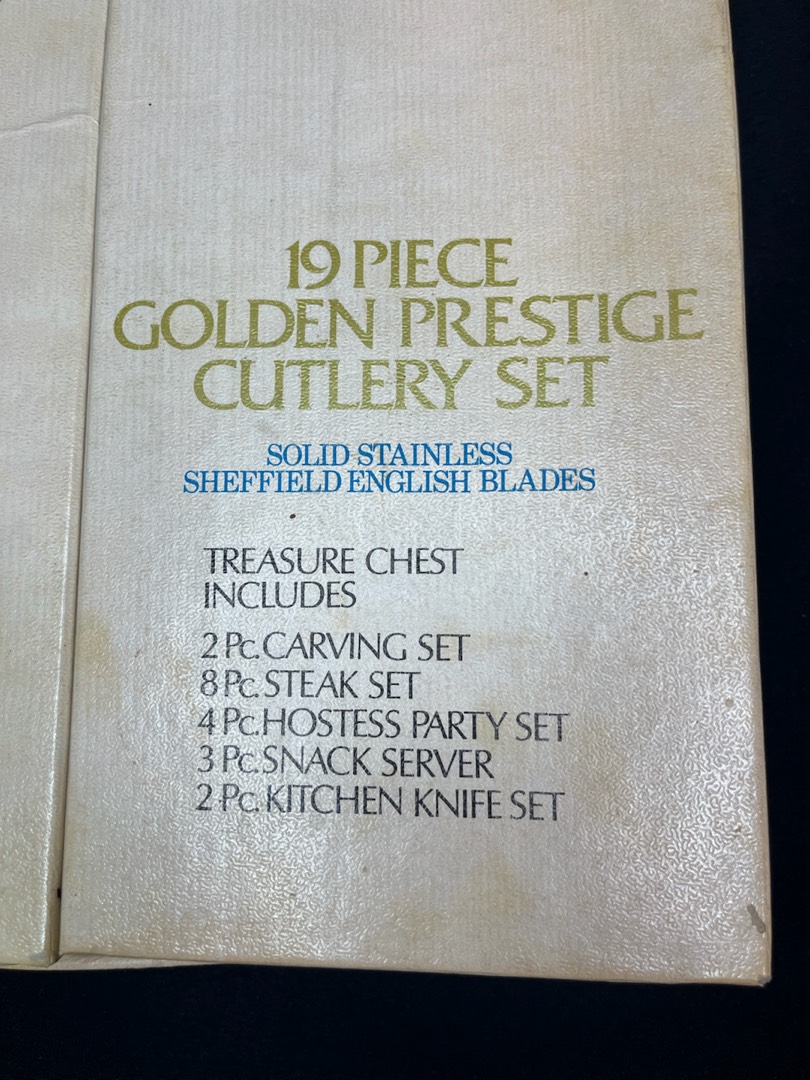 19 PIECE
GOLDEN PRESTIGE
CUTLERY SET
SOLID STAINLESS
SHEFFIELD ENGLISH BLADES
TREASURE CHEST
INCLUDES
2 Pc. CARVING SET
8 Pc. STEAK SET
4 Pc. HOSTESS PARTY SET
3 Pc. SNACK SERVER
2 Pc. KITCHEN KNIFE SET